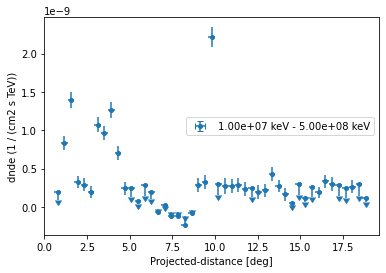 1e−9
2.0
1.5
1.0
0.5
0.0
dnde (1 / (cm2 s TeV))
1.00e+07 keV - 5.00e+08 keV
0.0 2.5 5.0 7.5 10.0 12.5 15.0 17.5
Projected-distance [deg]